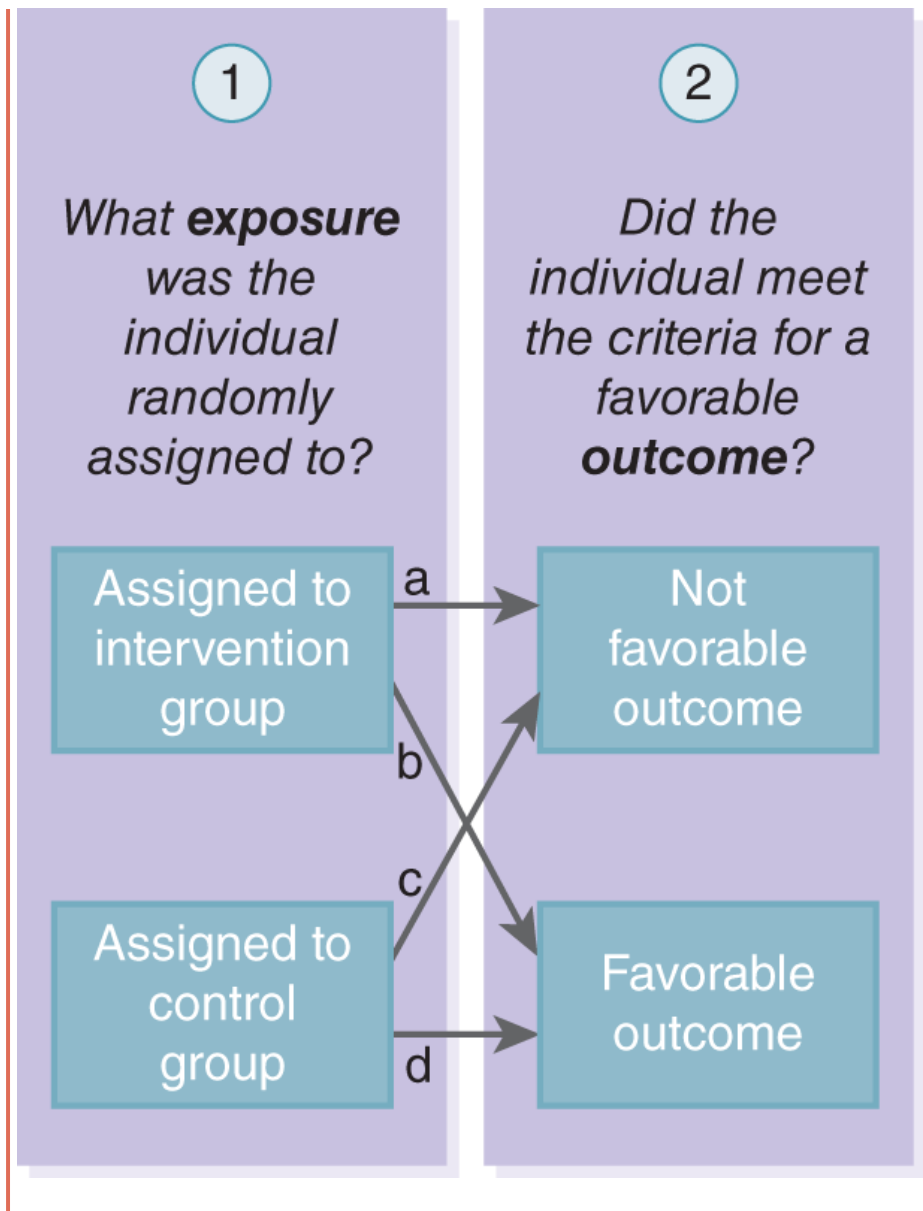 1
What exposure
was the
individual
randomly
assigned to?
2
Did the
individual meet
the criteria for a
favorable
outcome?
Assigned to
intervention
group
a
b
Not
favorable
outcome
Assigned to
control
group
c
d
Favorable
outcome